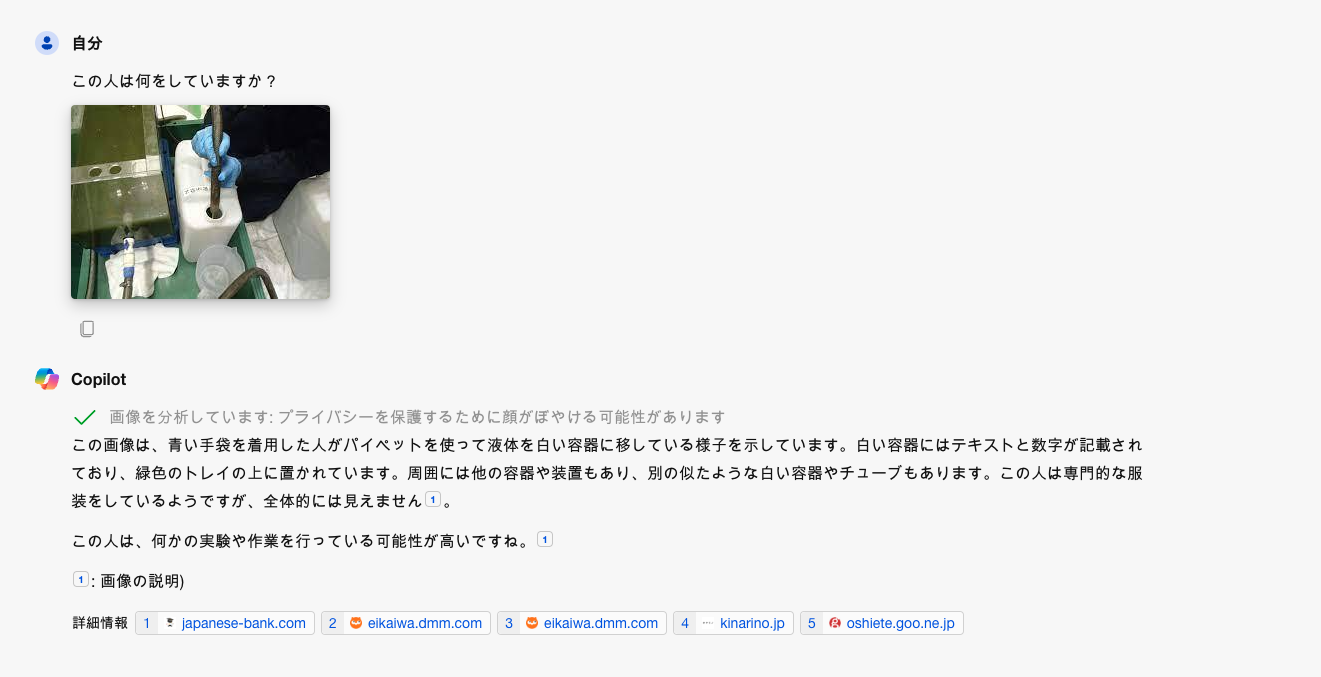 自分
この人は何をしていますか？
Copilot
画像を分析しています: プライバシーを保護するために顔がぼやける可能性があります
この画像は、青い手袋を着用した人がパイペットを使って液体を白い容器に移している様子を示しています。白い容器にはテキストと数字が記載され
ており、緑色のトレイの上に置かれています。周囲には他の容器や装置もあり、別の似たような白い容器やチューブもあります。この人は専門的な服
装をしているようですが、全体的には見えません 1 。
この人は、何かの実験や作業を行っている可能性が高いですね。 1
1 : 画像の説明)
詳細情報 1 japanese-bank.com 2 eikaiwa.dmm.com 3 eikaiwa.dmm.com 4 kinarino.jp 5 oshiete.goo.ne.jp